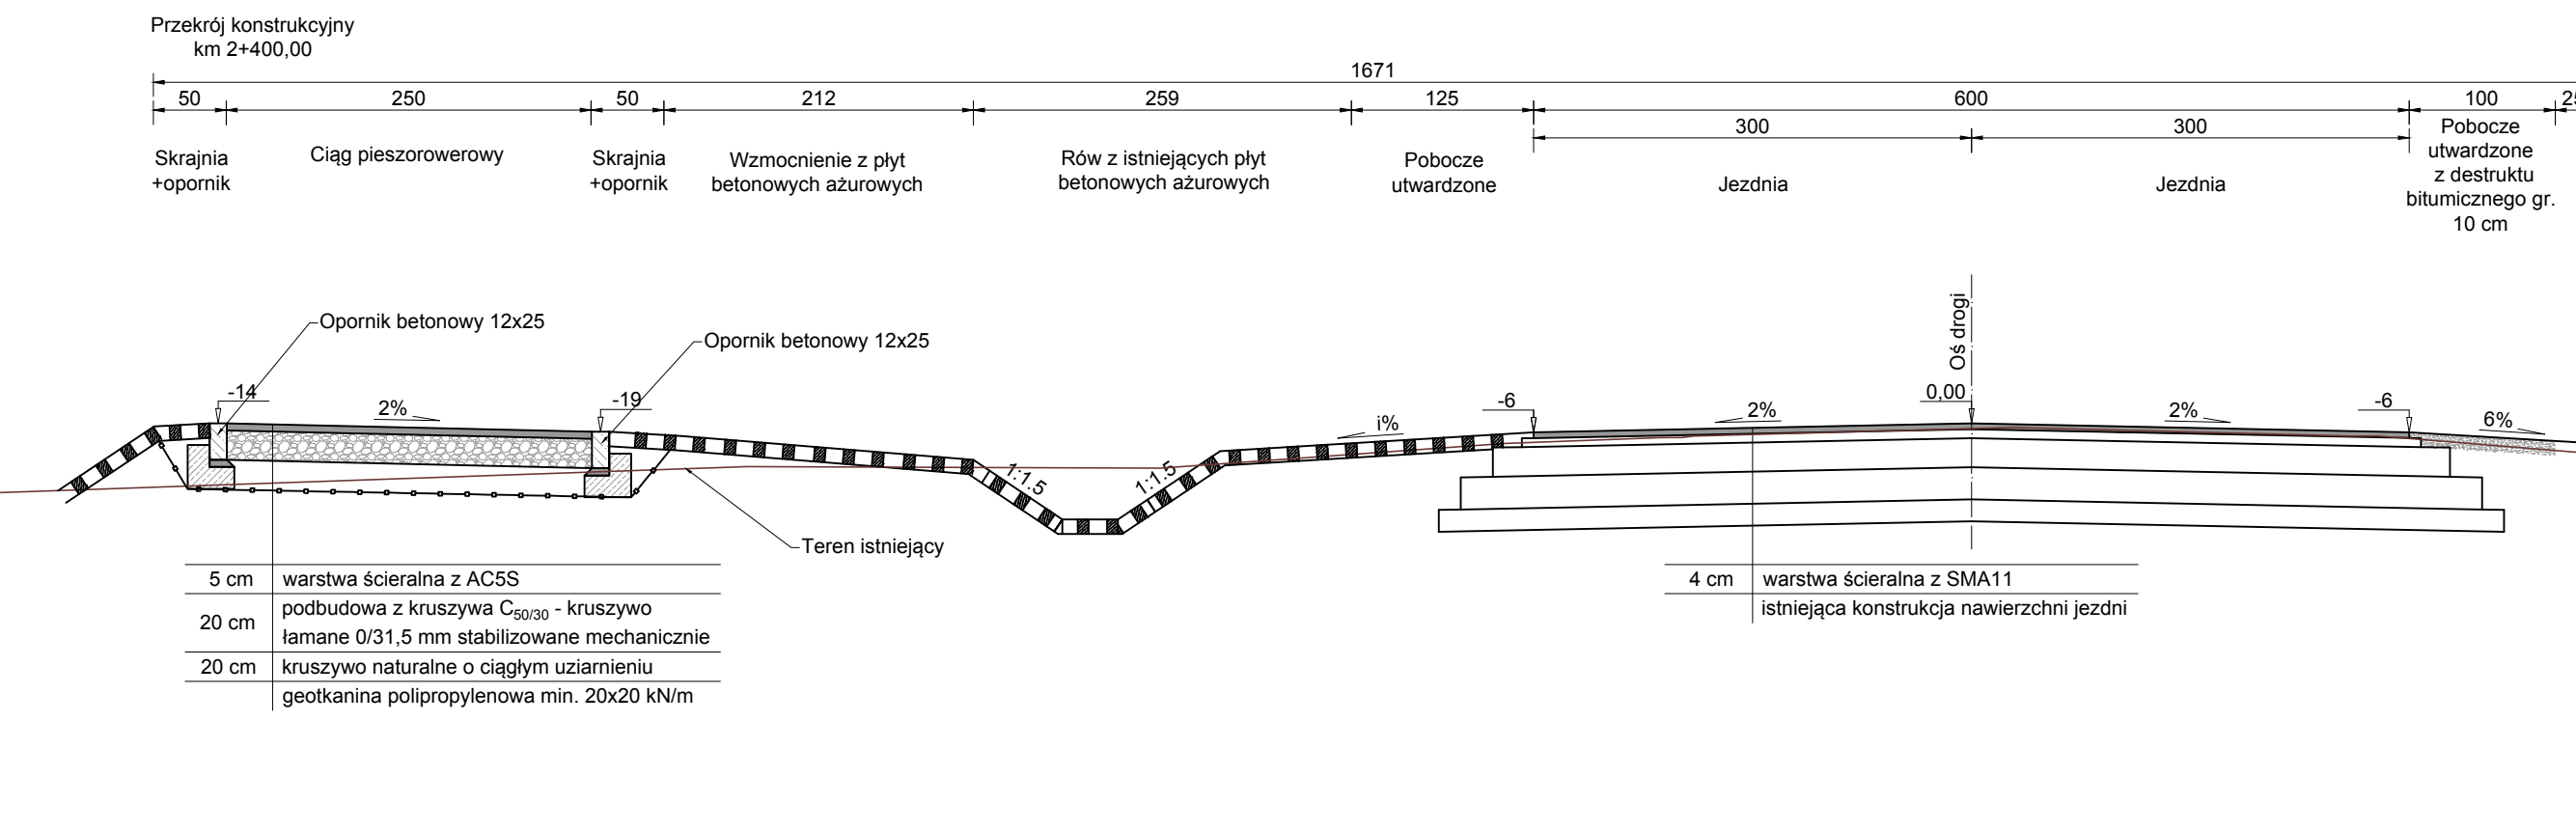 Przekrój konstrukcyjny
km 2+400,00
1671
50 250 50 212 259 125 600 100
300 300
Skrajnia
+opornik
Ciąg pieszorowerowy
Skrajnia
+opornik
Wzmocnienie z płyt
betonowych ażurowych
Rów z istniejących płyt
betonowych ażurowych
Pobocze
utwardzone
Jezdnia
Jezdnia
Pobocze
utwardzone
z destruktu
bitumicznego gr.
10 cm
Opornik betonowy 12x25
Opornik betonowy 12x25
Oś drogi
-14
2%
-19
1:1.5
1:1.5
i%
-6
2%
0,00
2%
-6
6%
Teren istniejący
5 cm warstwa ścieralna z AC5S
20 cm podbudowa z kruszywa C50/30 - kruszywo
łamane 0/31,5 mm stabilizowane mechanicznie
20 cm kruszywo naturalne o ciągłym uziarnieniu
geotkanina polipropylenowa min. 20x20 kN/m
4 cm warstwa ścieralna z SMA11
istniejąca konstrukcja nawierzchni jezdni